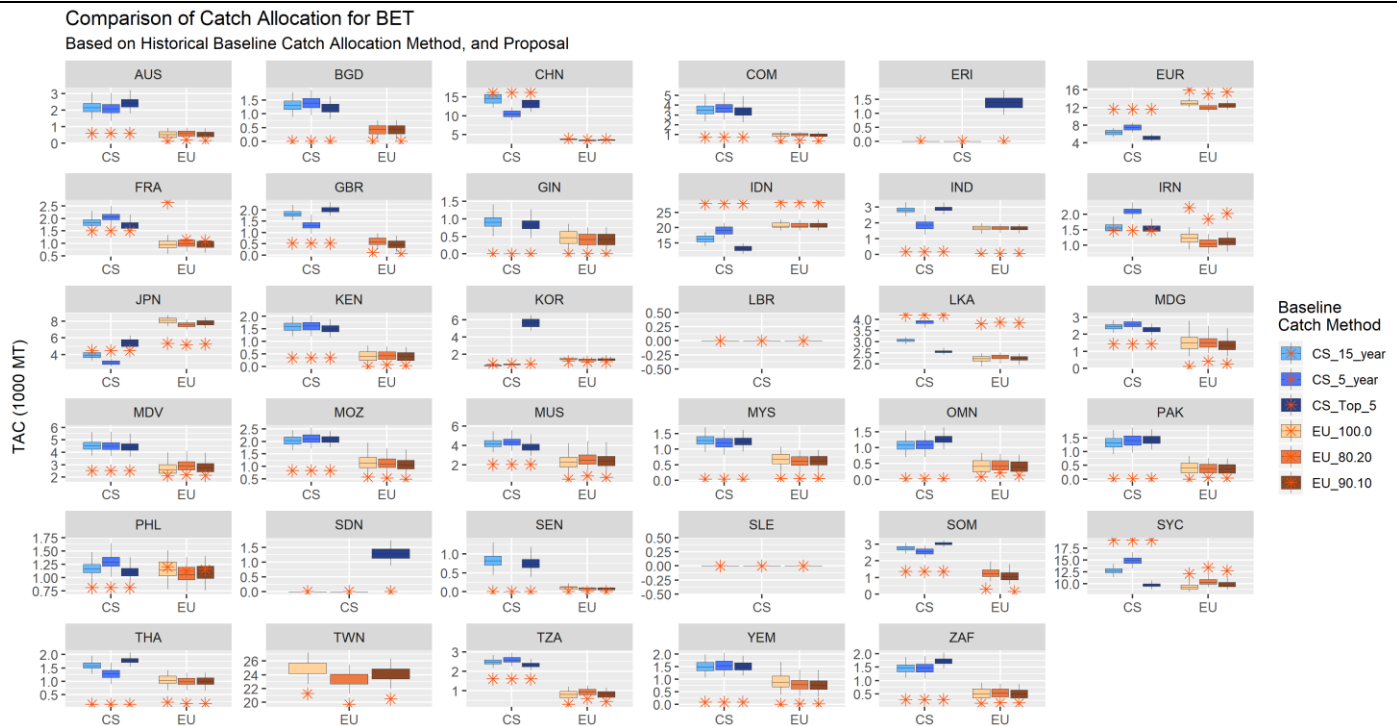 Comparison of Catch Allocation for BET
Based on Historical Baseline Catch Allocation Method, and Proposal
TAC (1000 MT)
AUS
3
2
1
0
CS EU
BGD
1.5
1.0
0.5
0.0
CS EU
CHN
15
10
5
CS EU
COM
5
4
3
2
1
CS EU
ERI
1.5
1.0
0.5
0.0
CS
EUR
16
12
8
4
CS EU
FRA
2.5
2.0
1.5
1.0
0.5
CS EU
GBR
2.0
1.5
1.0
0.5
0.0
CS EU
GIN
1.5
1.0
0.5
0.0
CS EU
IDN
25
20
15
CS EU
IND
3
2
1
0
CS EU
IRN
2.0
1.5
1.0
CS EU
JPN
8
6
4
CS EU
KEN
2.0
1.5
1.0
0.5
0.0
CS EU
KOR
6
4
2
CS EU
LBR
0.50
0.25
0.00
-0.25
-0.50
CS
LKA
4.0
3.5
3.0
2.5
2.0
CS EU
MDG
3
2
1
0
CS EU
MDV
6
5
4
3
2
CS EU
MOZ
2.5
2.0
1.5
1.0
0.5
CS EU
MUS
6
4
2
CS EU
MYS
1.5
1.0
0.5
0.0
CS EU
OMN
1.5
1.0
0.5
0.0
CS EU
PAK
1.5
1.0
0.5
0.0
CS EU
PHL
1.75
1.50
1.25
1.00
0.75
CS EU
SDN
1.5
1.0
0.5
0.0
CS
SEN
1.0
0.5
0.0
CS EU
SLE
0.50
0.25
0.00
-0.25
-0.50
CS
SOM
3
2
1
0
CS EU
SYC
17.5
15.0
12.5
10.0
CS EU
THA
2.0
1.5
1.0
0.5
CS EU
TWN
26
24
22
20
EU
TZA
3
2
1
CS EU
YEM
2.0
1.5
1.0
0.5
0.0
CS EU
ZAF
2.0
1.5
1.0
0.5
0.0
CS EU
Baseline
Catch Method
CS_15_year
CS_5_year
CS_Top_5
EU_100.0
EU_80.20
EU_90.10